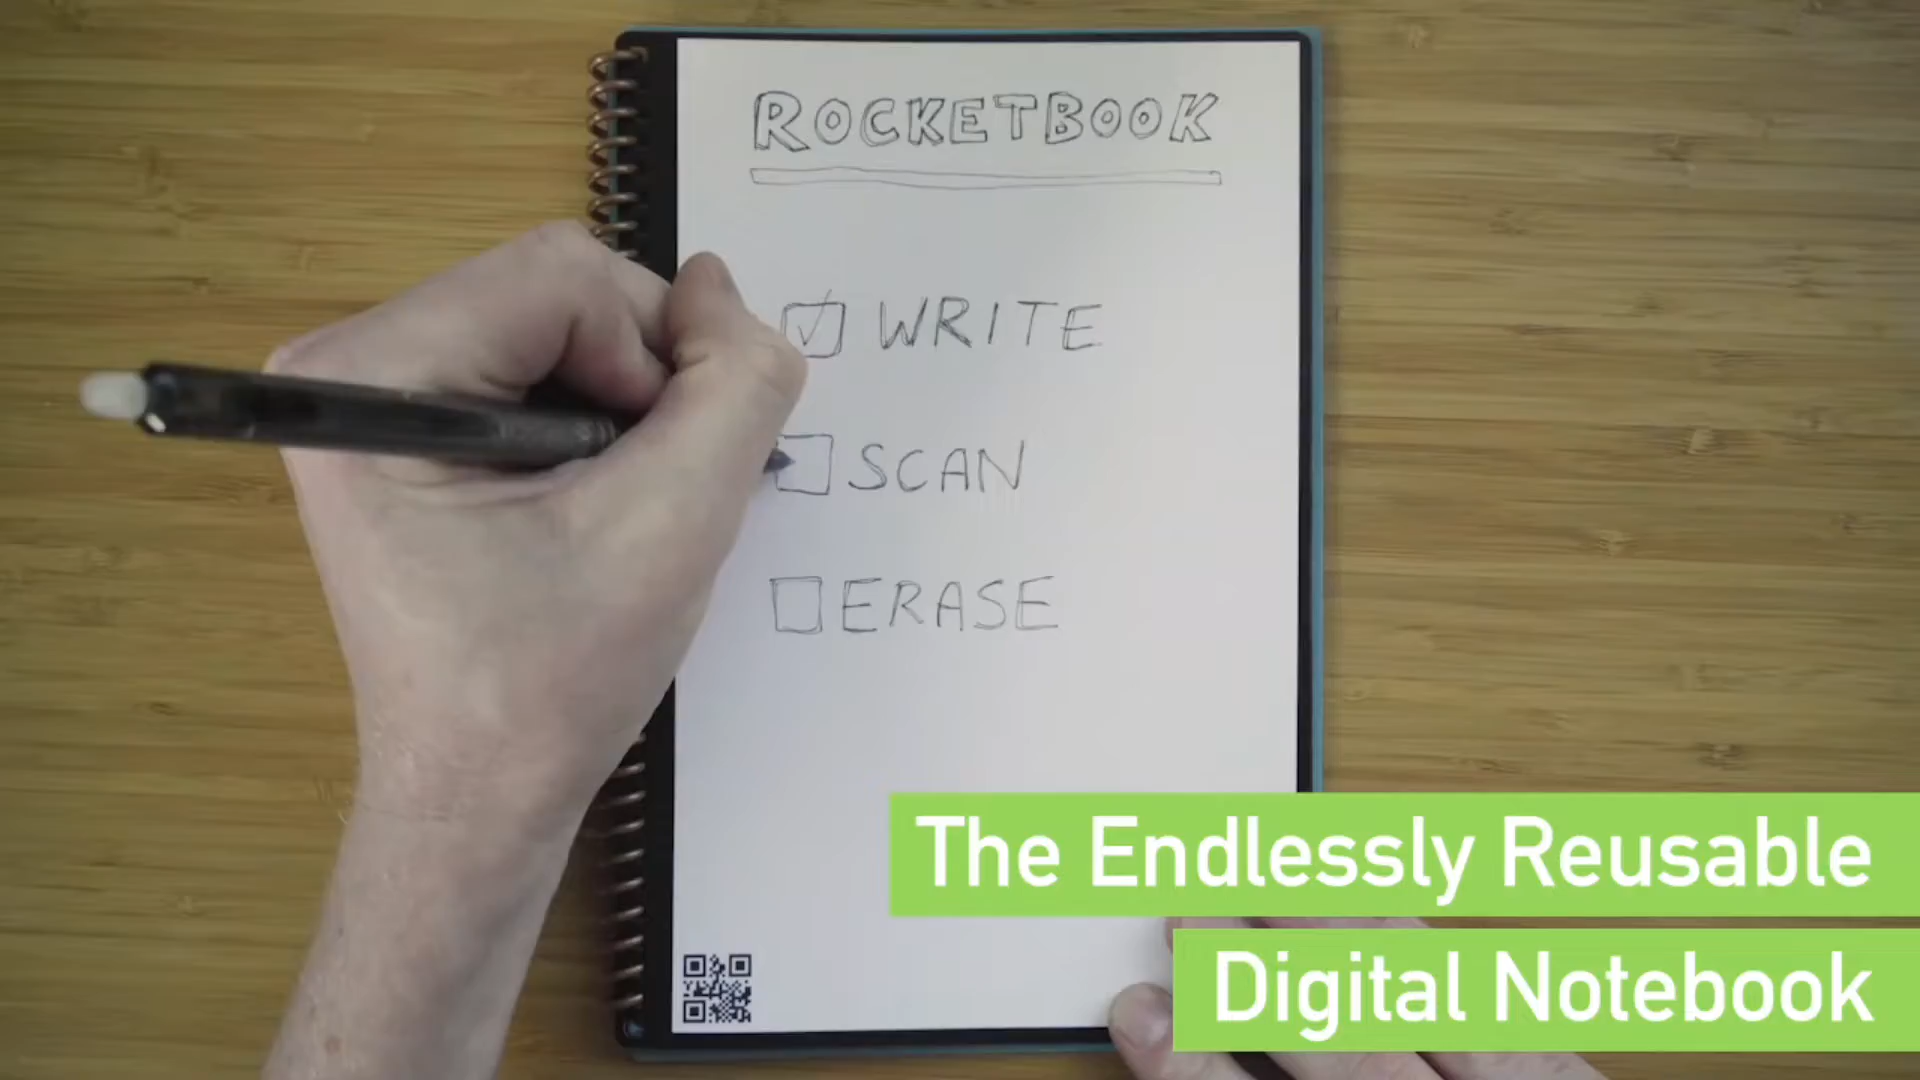 ROCKETBOOK
WRITE
SCAN
ERASE
The Endlessly Reusable
Digital Notebook